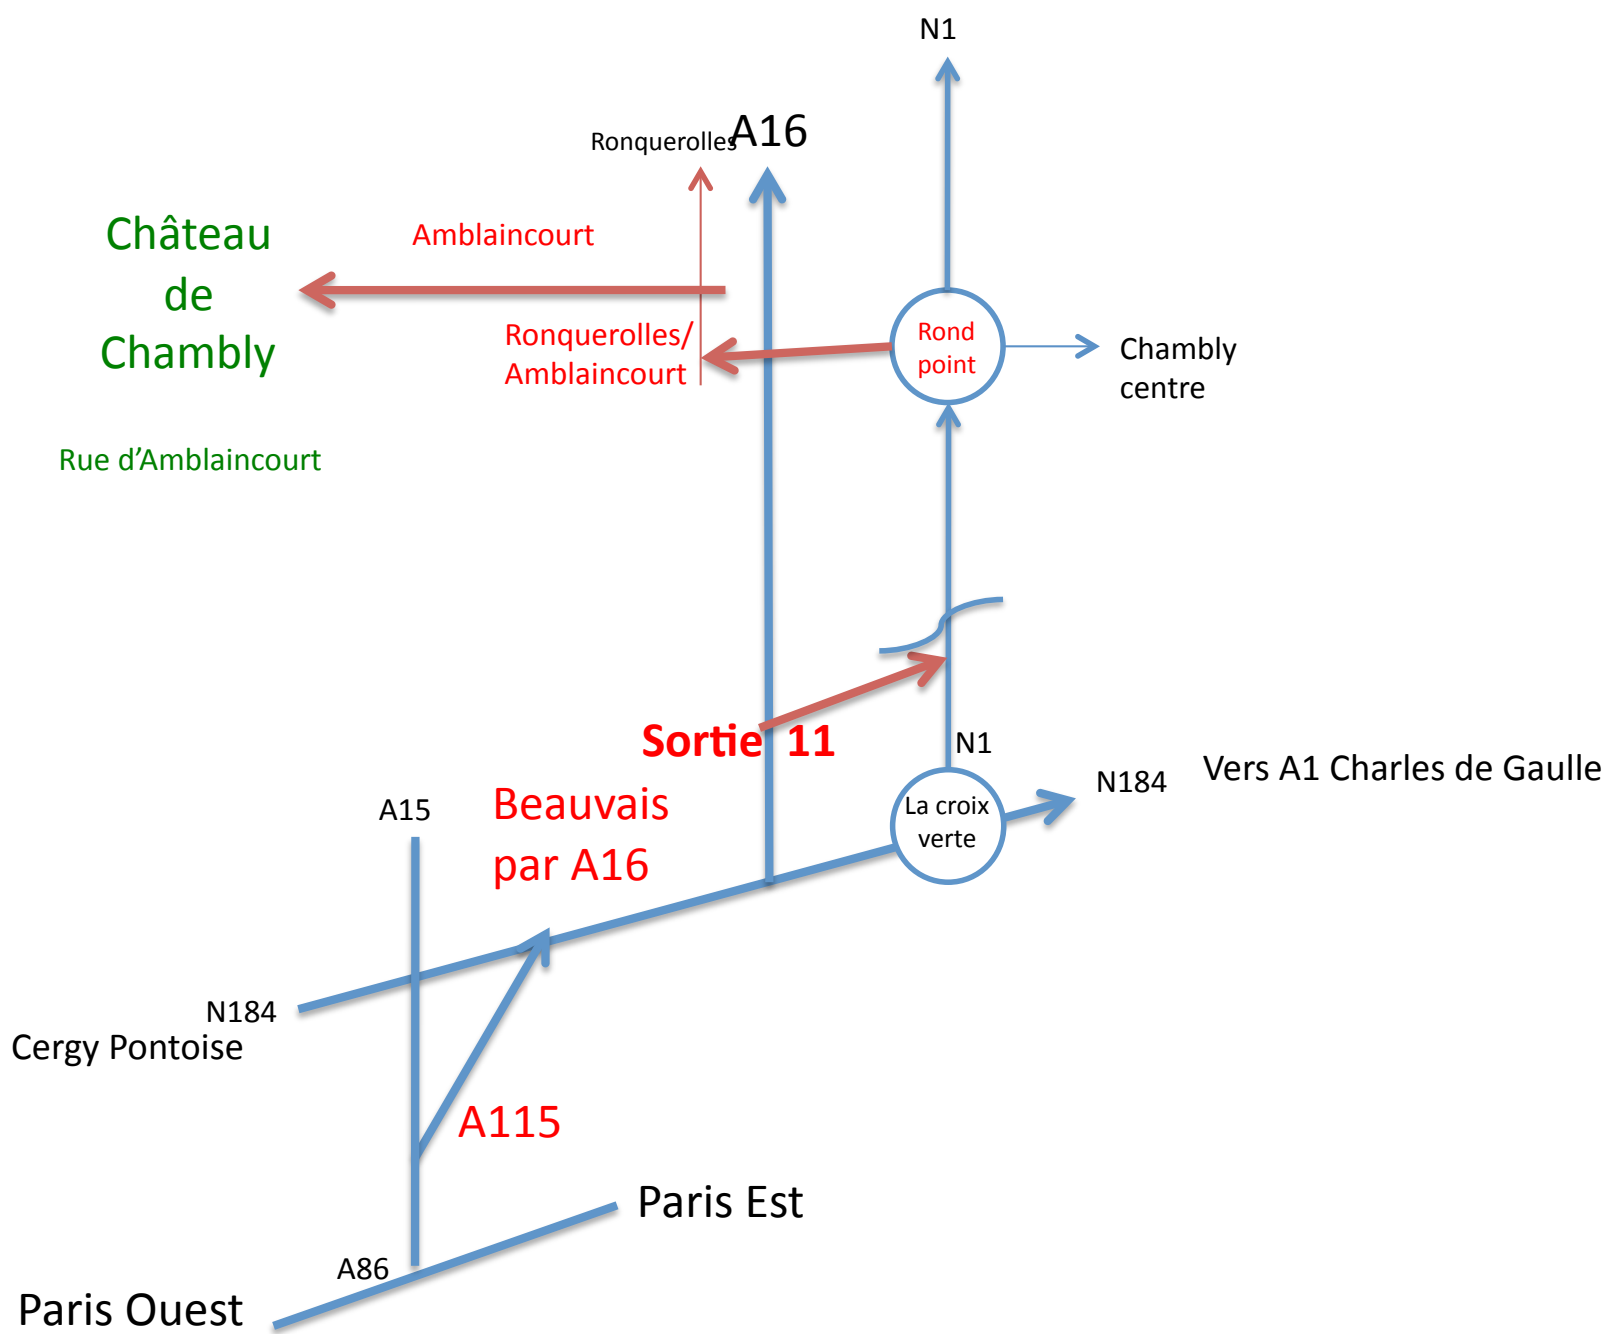 N1
A16
Ronquerolles
Château
de
Chambly
Amblaincourt
Ronquerolles/
Amblaincourt
Rond
point
Chambly
centre
Rue d'Amblaincourt
Sortie 11
N1
Vers A1 Charles de Gaulle
N184
La croix
verte
Beauvais
par A16
A15
N184
Cergy Pontoise
A115
Paris Est
A86
Paris Ouest